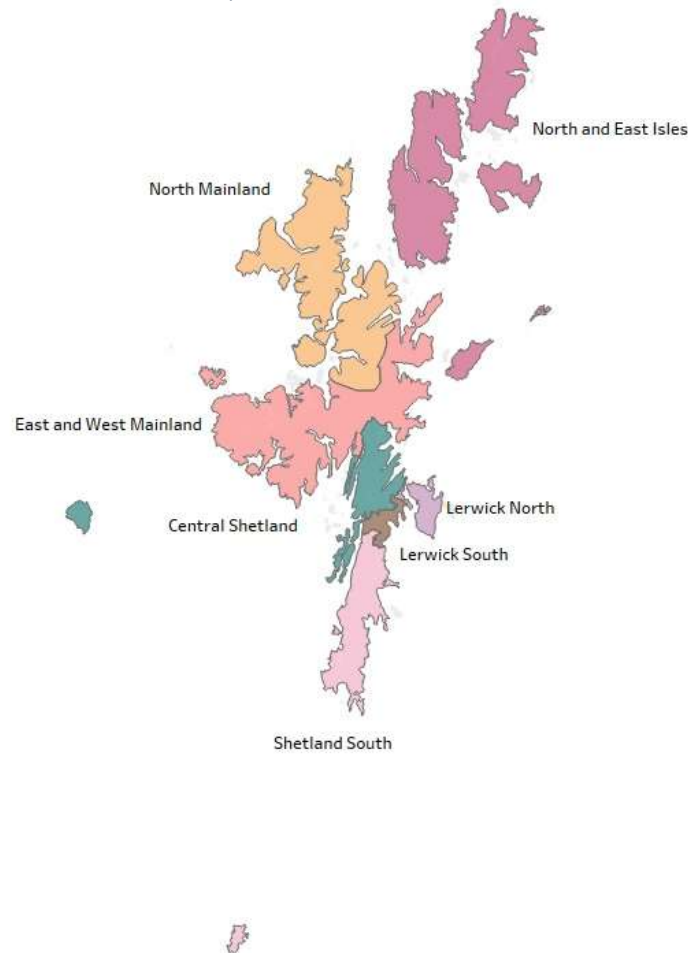 North and East Isles
North Mainland
East and West Mainland
Lerwick North
Central Shetland
Lerwick South
Shetland South